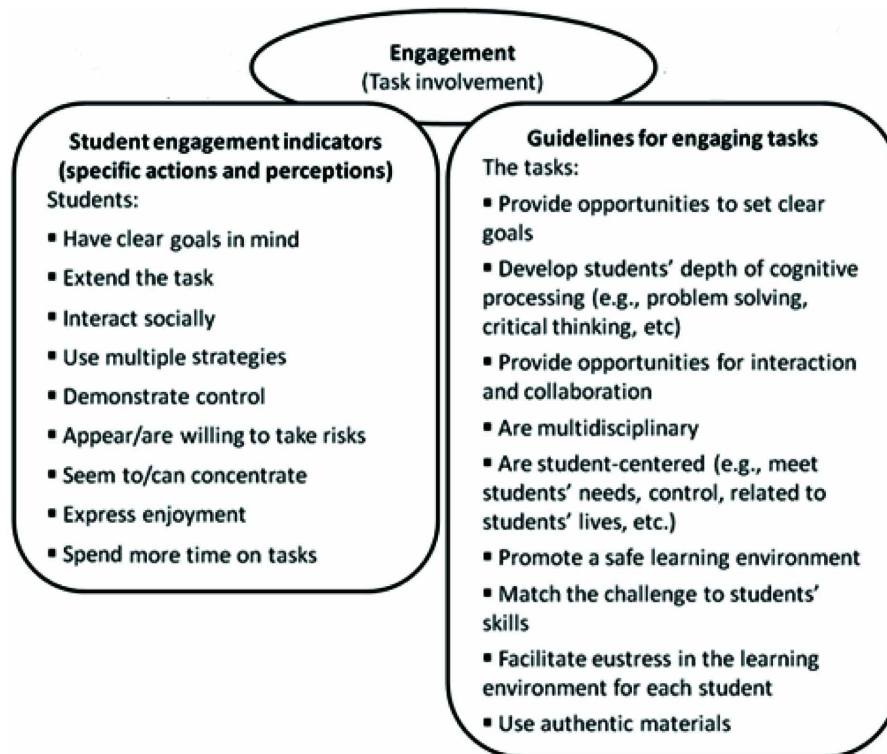 Engagement
(Task involvement)
Student engagement indicators
(specific actions and perceptions)
Students:
▪ Have clear goals in mind
▪ Extend the task
▪ Interact socially
▪ Use multiple strategies
▪ Demonstrate control
▪ Appear/are willing to take risks
▪ Seem to/can concentrate
▪ Express enjoyment
▪ Spend more time on tasks
Guidelines for engaging tasks
The tasks:
▪ Provide opportunities to set clear
goals
▪ Develop students’ depth of cognitive
processing (e.g., problem solving,
critical thinking, etc)
▪ Provide opportunities for interaction
and collaboration
▪ Are multidisciplinary
▪ Are student-centered (e.g., meet
students’ needs, control, related to
students’ lives, etc.)
▪ Promote a safe learning environment
▪ Match the challenge to students’
skills
▪ Facilitate eustress in the learning
environment for each student
▪ Use authentic materials